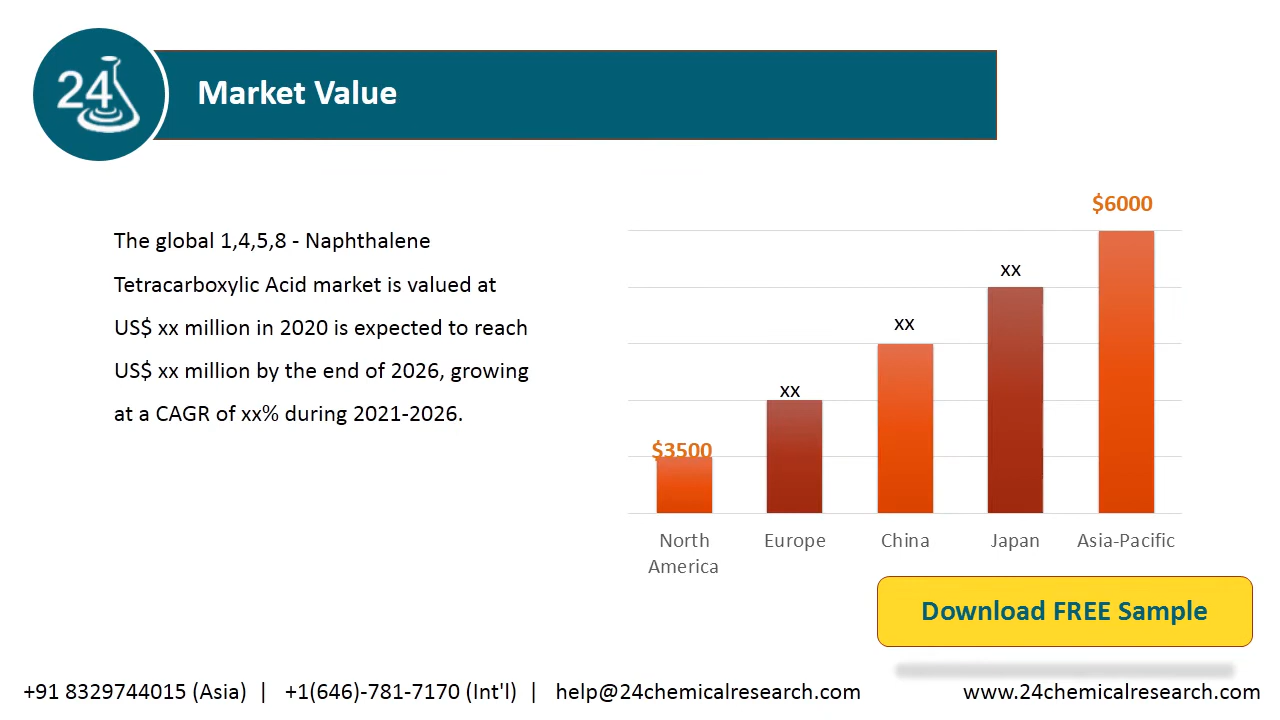 24
Market Value
The global 1,4,5,8 - Naphthalene
Tetracarboxylic Acid market is valued at
US$ xx million in 2020 is expected to reach
US$ xx million by the end of 2026, growing
at a CAGR of xx% during 2021-2026.
$3500
xx
xx
xx
$6000
North
America
Europe
China
Japan
Asia-Pacific
Download FREE Sample
+91 8329744015 (Asia) | +1(646)-781-7170 (Int'l) | help@24chemicalresearch.com
www.24chemicalresearch.com